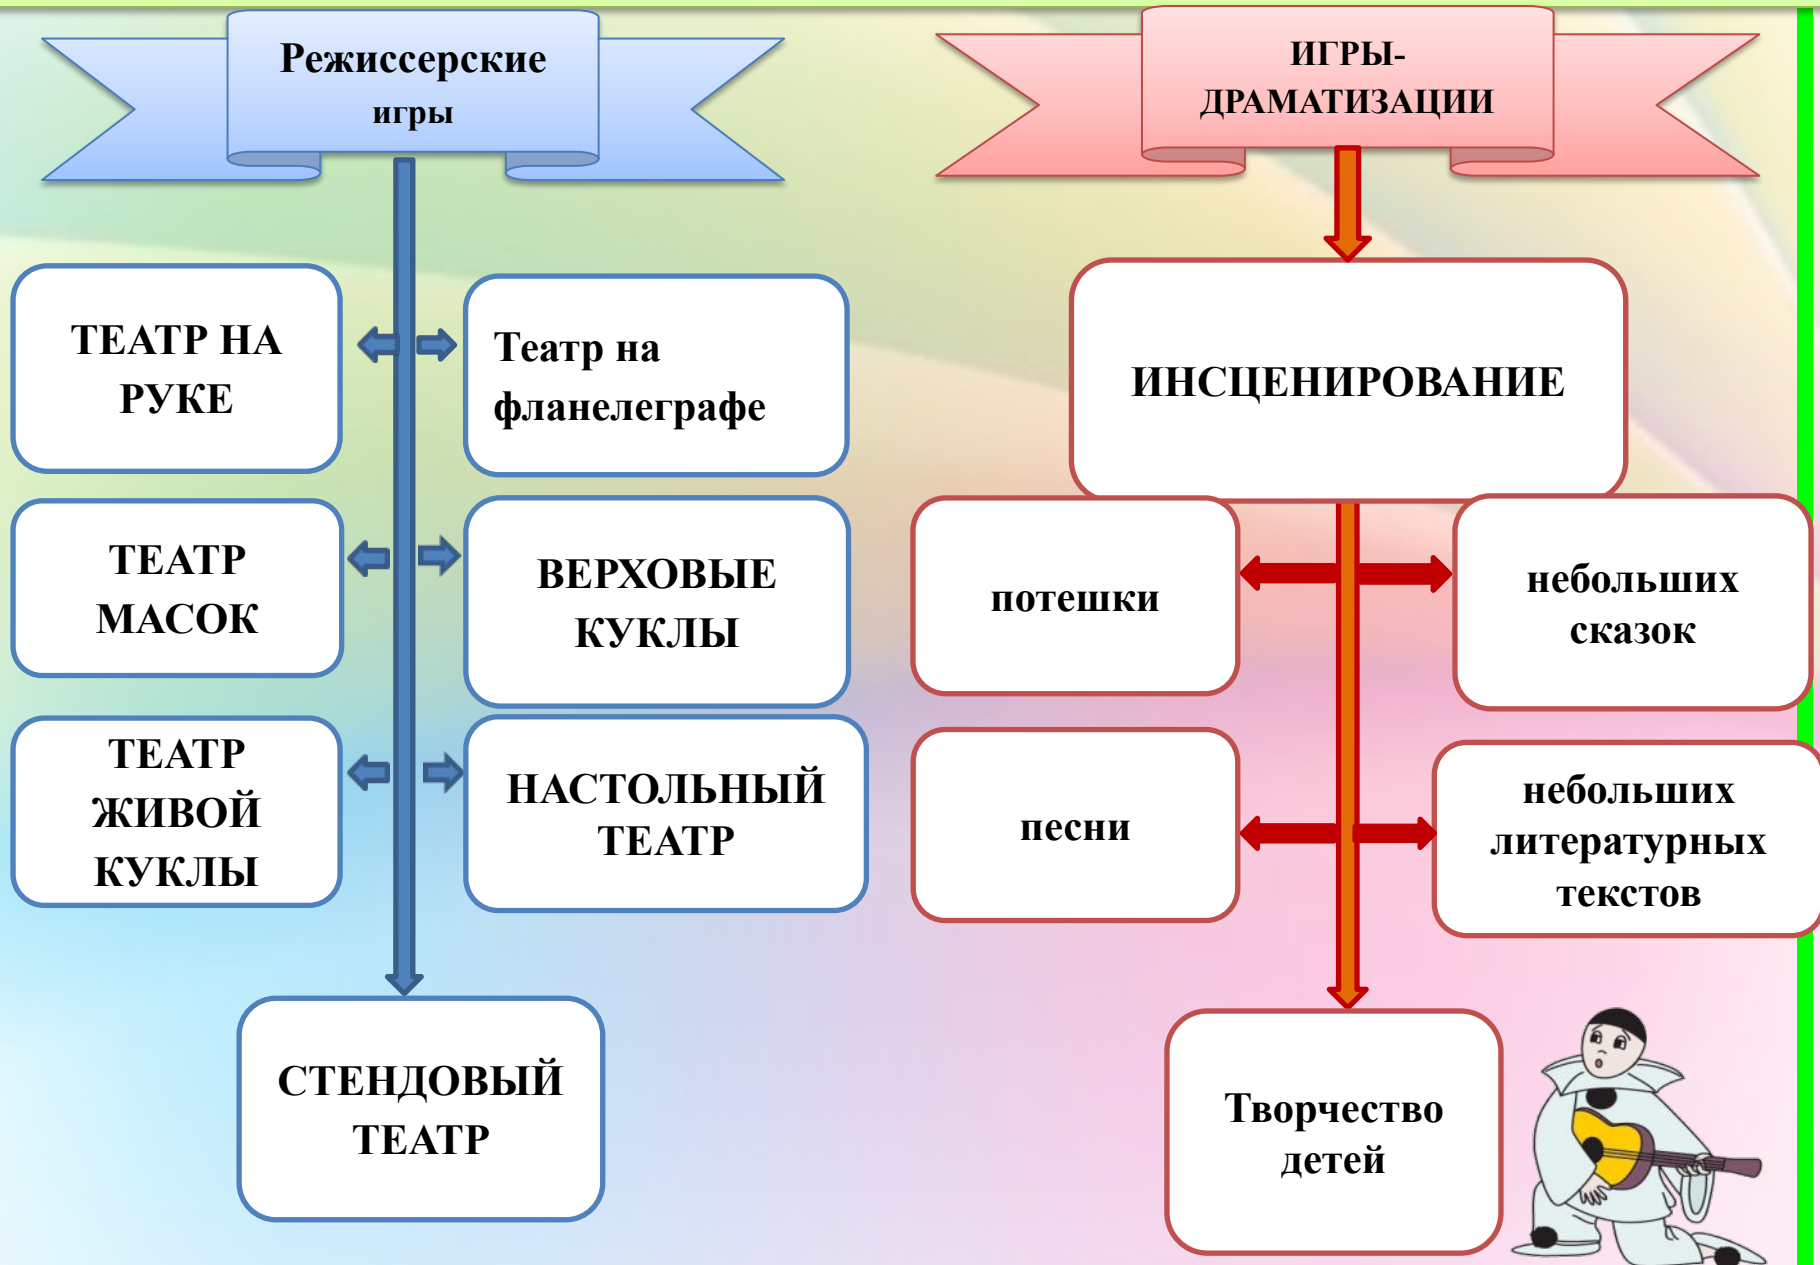 Режиссерские
игры
ТЕАТР НА
РУКЕ
Театр на
фланелеграфе
ТЕАТР
МАСОК
ВЕРХОВЫЕ
КУКЛЫ
ТЕАТР
ЖИВОЙ
КУКЛЫ
НАСТОЛЬНЫЙ
ТЕАТР
СТЕНДОВЫЙ
ТЕАТР
ИГРЫ-
ДРАМАТИЗАЦИИ
ИНСЦЕНИРОВАНИЕ
потешки
небольших
сказок
песни
небольших
литературных
текстов
Творчество
детей